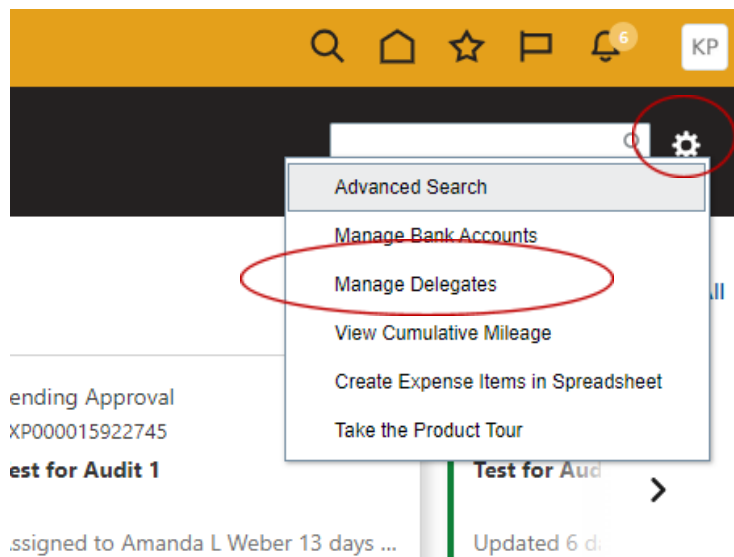 6
KP
Advanced Search
Manage Bank Accounts
Manage Delegates
View Cumulative Mileage
Create Expense Items in Spreadsheet
Take the Product Tour
ll
ending Approval
XP000015922745
est for Audit 1
Test for Aud
ssigned to Amanda L Weber 13 days ...
Updated 6 d